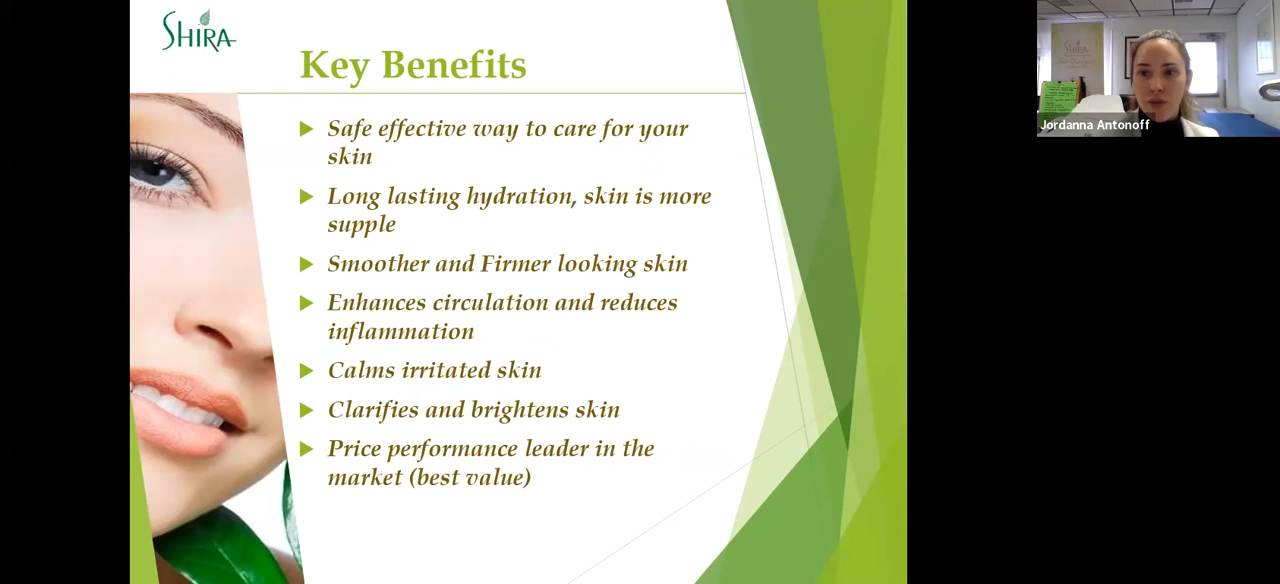 SHIRA
Key Benefits
Safe effective way to care for your
skin
Long lasting hydration, skin is more
supple
Smoother and Firmer looking skin
Enhances circulation and reduces
inflammation
Calms irritated skin
Clarifies and brightens skin
Price performance leader in the
market (best value)
SHIRA
Jordanna Antonoff